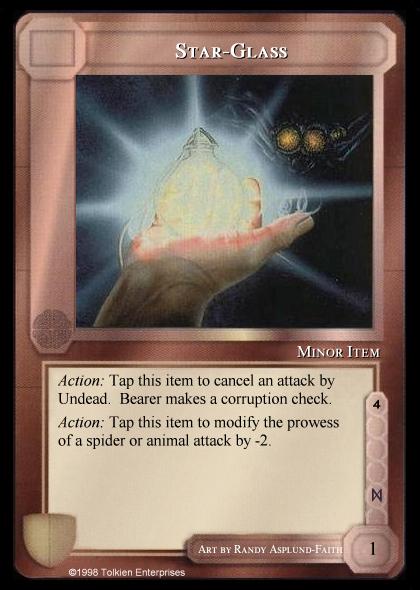 STAR-GLASS
MINOR ITEM
Action: Tap this item to cancel an attack by
Undead. Bearer makes a corruption check.
Action: Tap this item to modify the prowess
of a spider or animal attack by -2.
4
ᛞ
ART BY RANDY ASPLUND-FAITH
1
©1998 Tolkien Enterprises